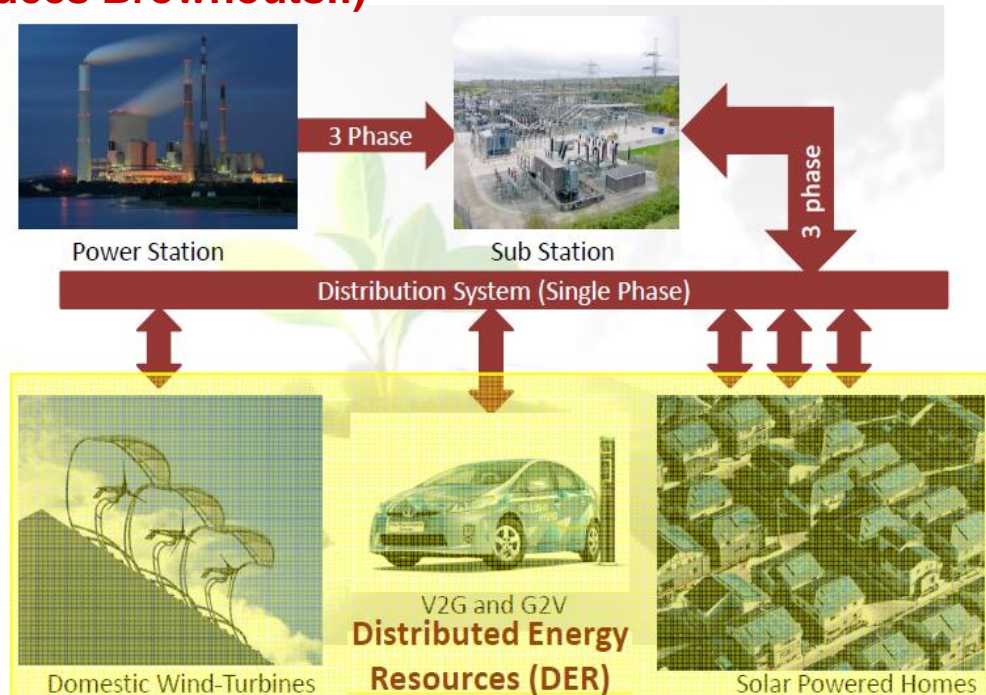 3 Phase
3 phase
Power Station
Sub Station
Distribution System (Single Phase)
V2G and G2V
Distributed Energy
Resources (DER)
Domestic Wind-Turbines
Solar Powered Homes